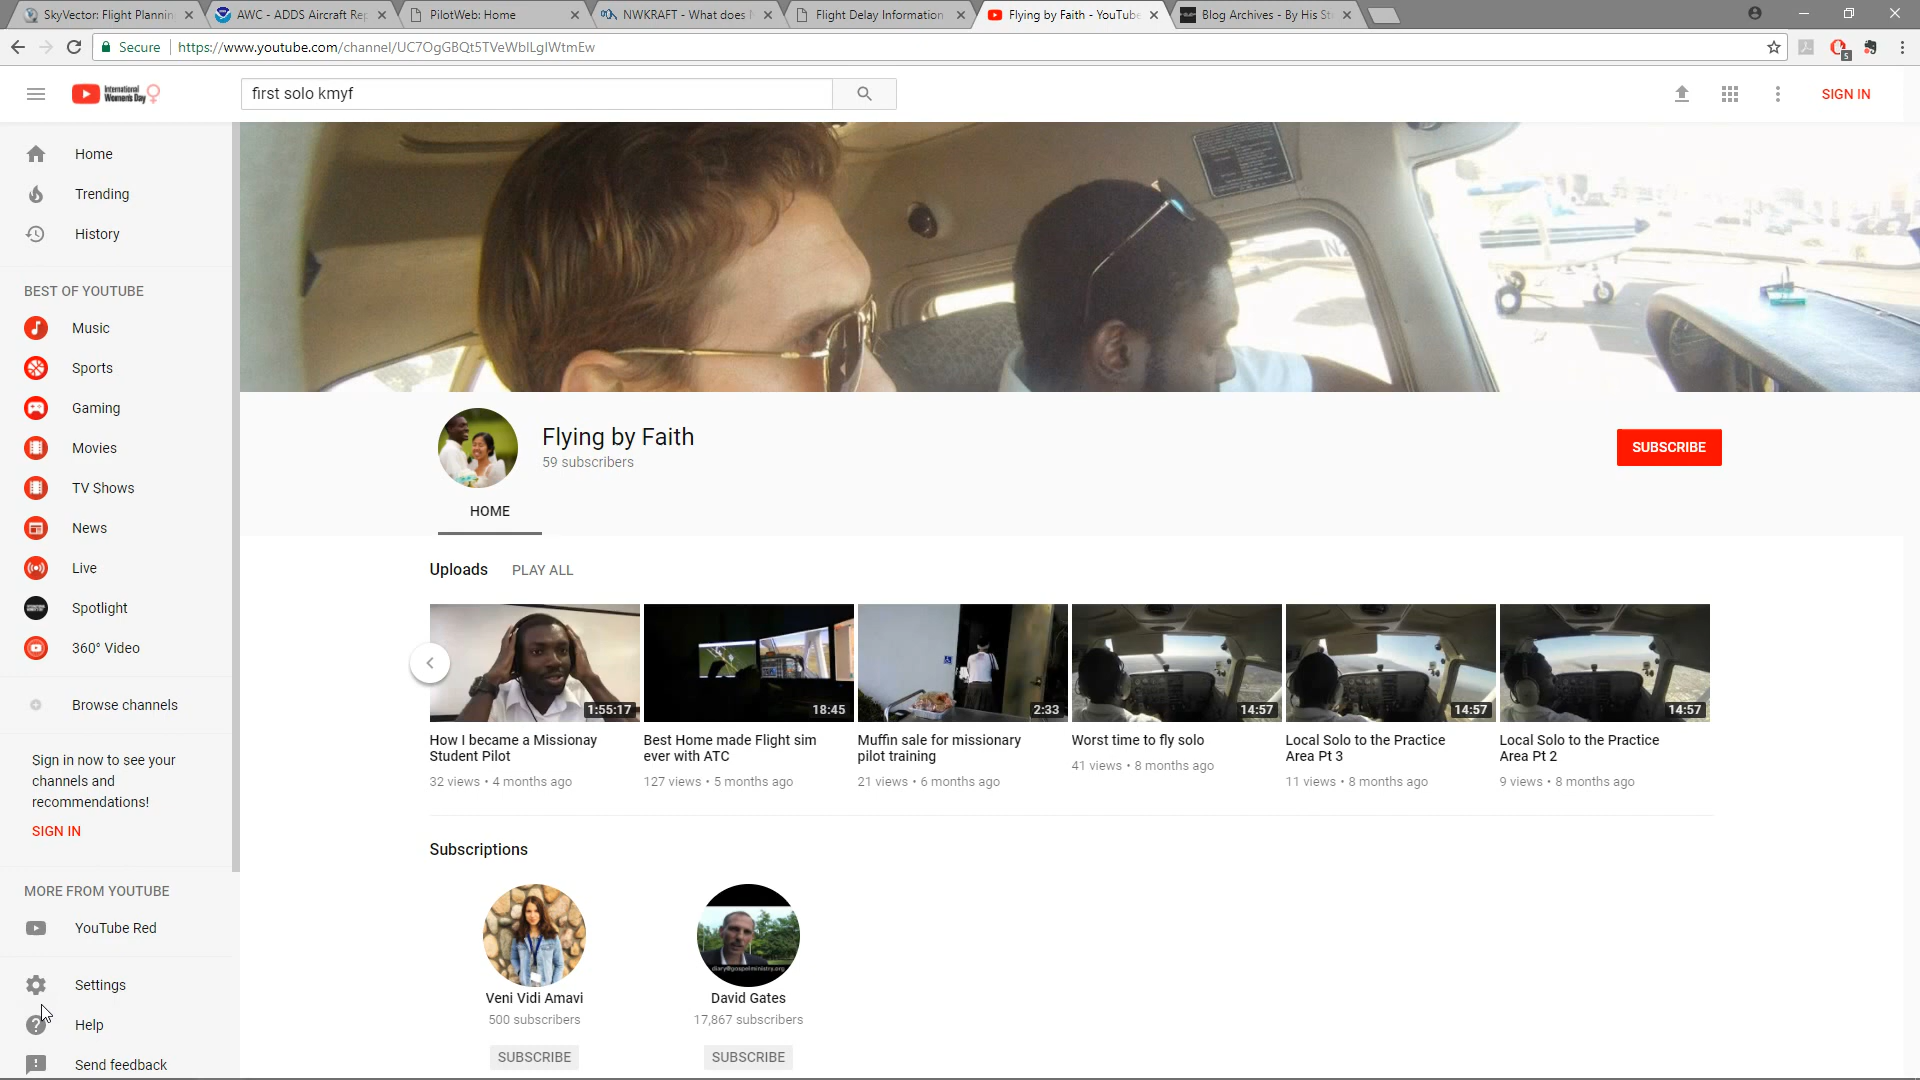 SkyVector: Flight Plannin
AWC - ADDS Aircraft Re
PilotWeb: Home
NWKRAFT - What does
Flight Delay Information
Flying by Faith - YouTube
Blog Archives - By His St
Secure
https://www.youtube.com/channel/UC7OgGBQt5TVeWbILgIWtmEw
5
International
Women's Day
first solo kmyf
SIGN IN
Home
Trending
History
BEST OF YOUTUBE
Music
Sports
Gaming
Movies
TV Shows
News
Live
Spotlight
360° Video
Browse channels
Sign in now to see your
channels and
recommendations!
SIGN IN
MORE FROM YOUTUBE
YouTube Red
Settings
Help
Send feedback
Flying by Faith
59 subscribers
SUBSCRIBE
HOME
Uploads
PLAY ALL
1:55:17
18:45
2:33
14:57
14:57
14:57
How I became a Missionay
Student Pilot
32 views • 4 months ago
Best Home made Flight sim
ever with ATC
127 views • 5 months ago
Muffin sale for missionary
pilot training
21 views • 6 months ago
Worst time to fly solo
41 views • 8 months ago
Local Solo to the Practice
Area Pt 3
11 views • 8 months ago
Local Solo to the Practice
Area Pt 2
9 views • 8 months ago
Subscriptions
diary@gospelministry.org
Veni Vidi Amavi
500 subscribers
SUBSCRIBE
David Gates
17,867 subscribers
SUBSCRIBE